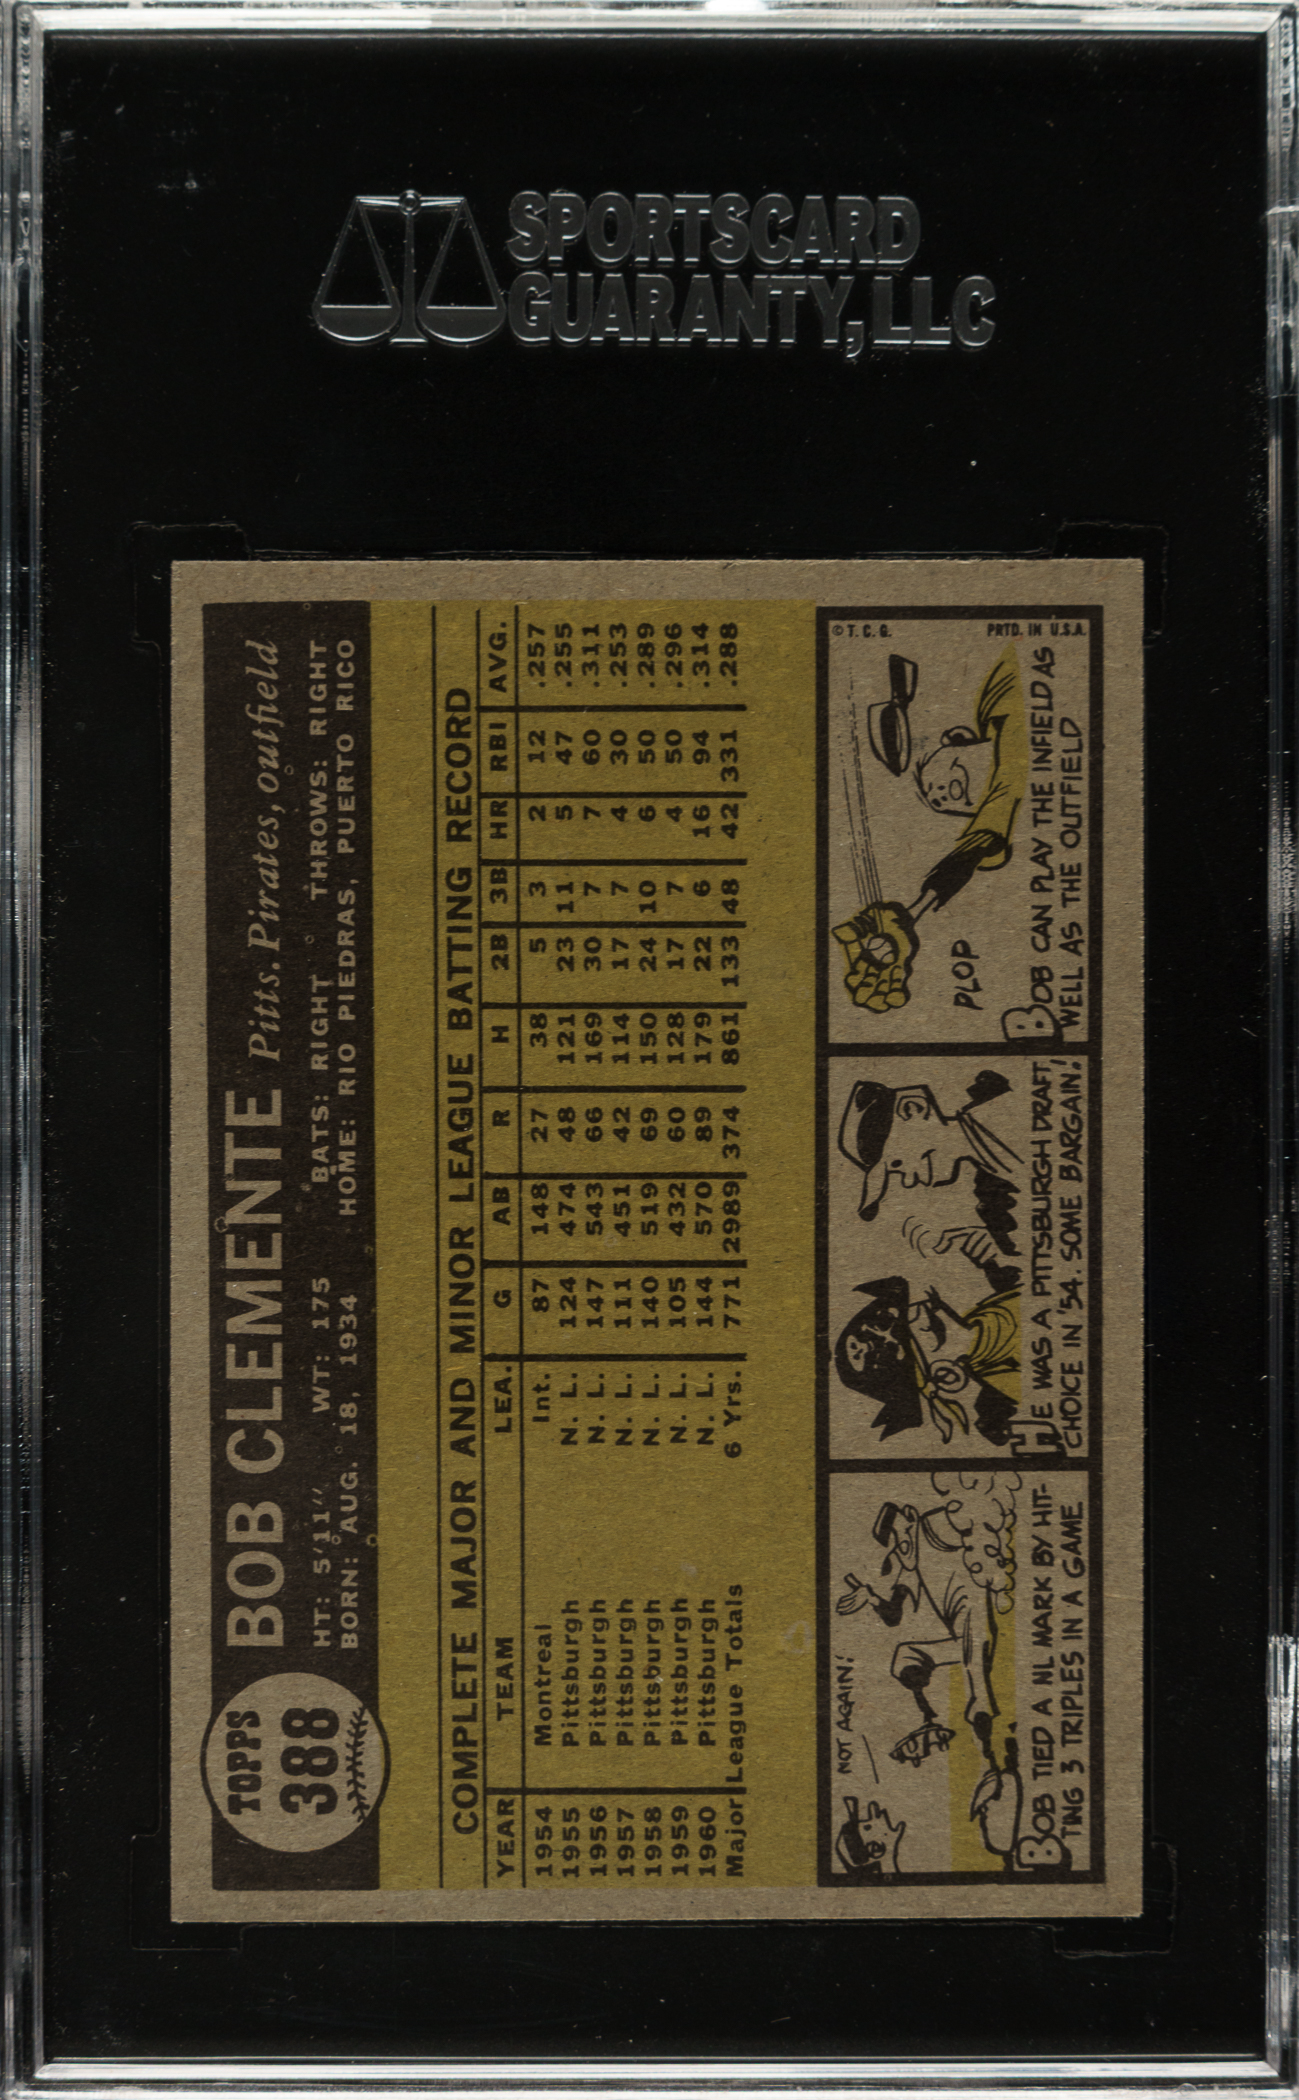 SPORTSCARD
GUARANTY, LLC
TOPPS
388
BOB CLEMENTE Pitts. Pirates, outfield
HT: 5'11" WT: 175 BATS: RIGHT THROWS: RIGHT
BORN: AUG. 18, 1934 HOME: RIO PIEDRAS, PUERTO RICO
COMPLETE MAJOR AND MINOR LEAGUE BATTING RECORD
YEAR TEAM LEA. G AB R H 2B 3B HR RBI AVG.
1954 Montreal Int. 87 148 27 38 5 3 2 12 .257
1955 Pittsburgh N. L. 124 474 48 121 23 11 5 47 .255
1956 Pittsburgh N. L. 147 543 66 169 30 7 7 60 .311
1957 Pittsburgh N. L. 111 451 42 114 17 7 4 30 .253
1958 Pittsburgh N. L. 140 519 69 150 24 10 6 50 .289
1959 Pittsburgh N. L. 105 432 60 128 17 7 4 50 .296
1960 Pittsburgh N. L. 144 570 89 179 22 6 16 94 .314
Major League Totals 6 Yrs. 771 2989 374 861 133 48 42 331 .288
NOT AGAIN!
BOB TIED A NL MARK BY HIT-
TING 3 TRIPLES IN A GAME
HE WAS A PITTSBURGH DRAFT
CHOICE IN '54. SOME BARGAIN!
© T. C. G.
PLOP
BOB CAN PLAY THE INFIELD AS
WELL AS THE OUTFIELD
PRTD. IN U.S.A.